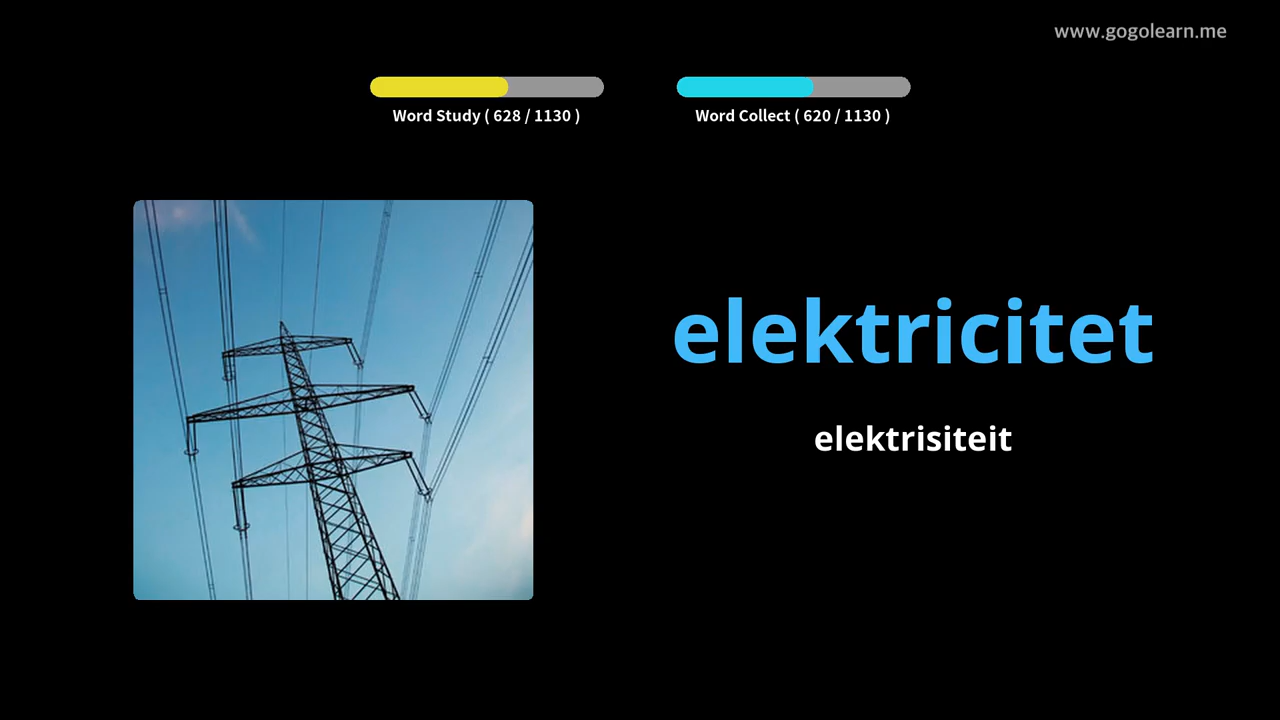 www.gogolearn.me
Word Study ( 628 / 1130 )
Word Collect ( 620 / 1130 )
elektricitet
elektrisiteit